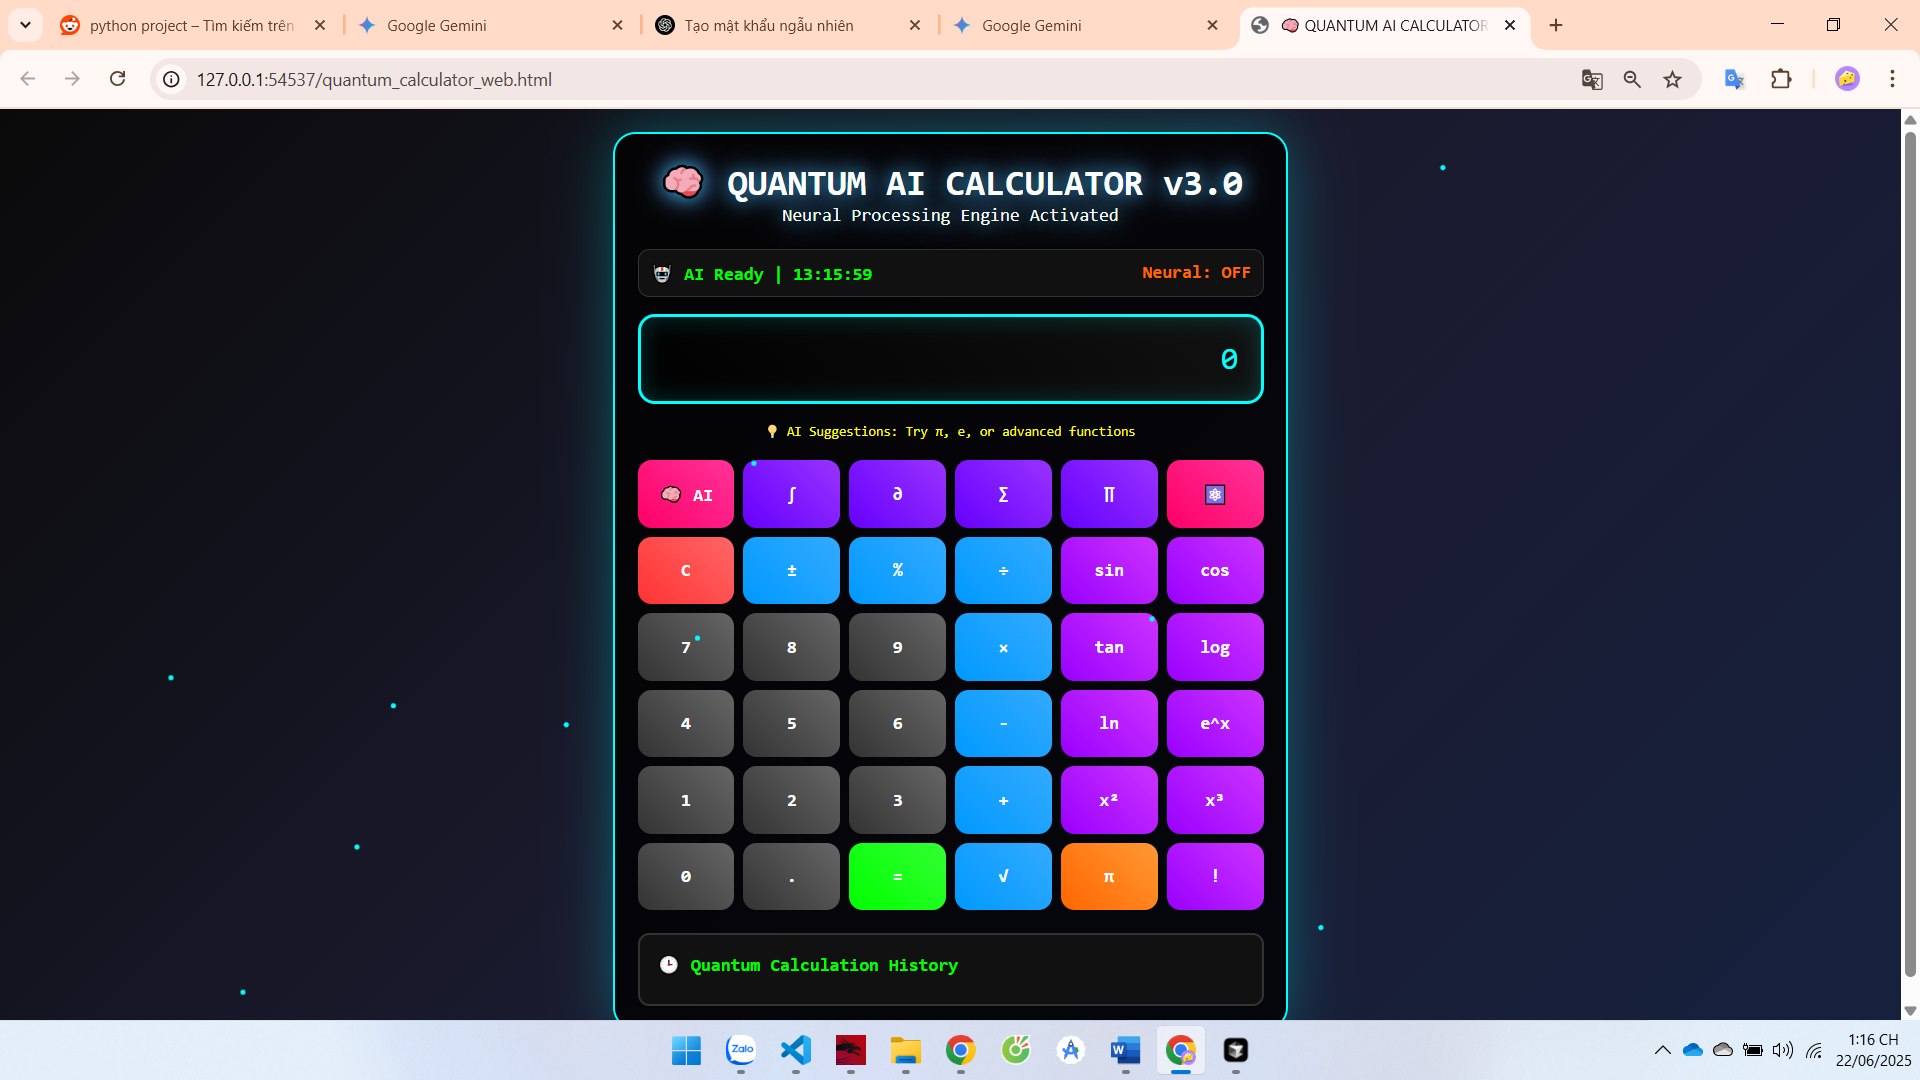 python project – Tìm kiếm trên
Google Gemini
Tạo mật khẩu ngẫu nhiên
Google Gemini
🧠 QUANTUM AI CALCULATOR
127.0.0.1:54537/quantum_calculator_web.html
🧠 QUANTUM AI CALCULATOR v3.0
Neural Processing Engine Activated
🤖 AI Ready | 13:15:59
Neural: OFF
0
💡 AI Suggestions: Try π, e, or advanced functions
🧠 AI ∫ ∂ ∑ ∏ ⚛
C ± % ÷ sin cos
7 8 9 × tan log
4 5 6 - ln e^x
1 2 3 + x² x³
0 . = √ π !
🕒 Quantum Calculation History
Zalo
1:16 CH
22/06/2025